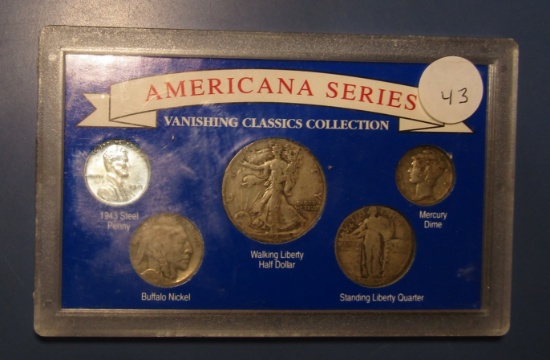 AMERICANA SERIES
43
VANISHING CLASSICS COLLECTION
1943 Steel
Penny
Mercury
Dime
Walking Liberty
Half Dollar
Buffalo Nickel
Standing Liberty Quarter